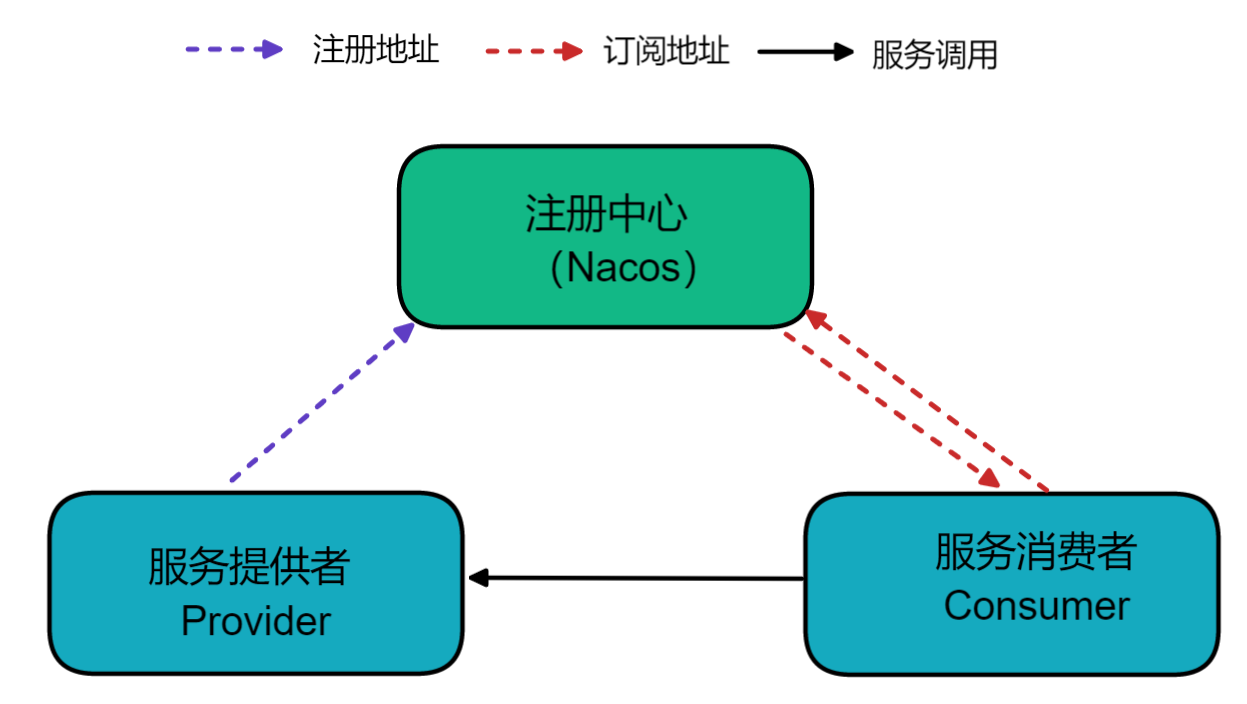 注册地址
订阅地址
服务调用
注册中心
（Nacos）
服务提供者
Provider
服务消费者
Consumer